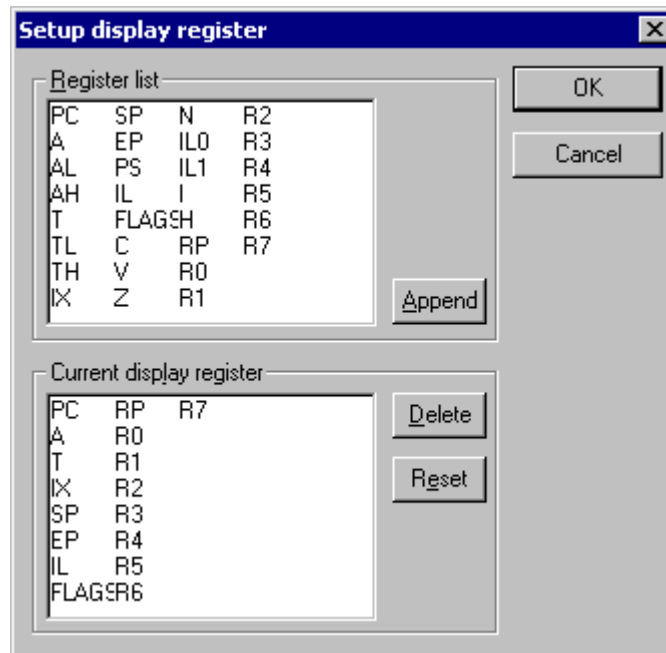 Setup display register
Register list
PC SP N R2
A EP IL0 R3
AL PS IL1 R4
AH IL I R5
T FLAGSH R6
TL C RP R7
TH V R0
IX Z R1
Append
OK
Cancel
Current display register
PC RP R7
A R0
T R1
IX R2
SP R3
EP R4
IL R5
FLAGSR6
Delete
Reset